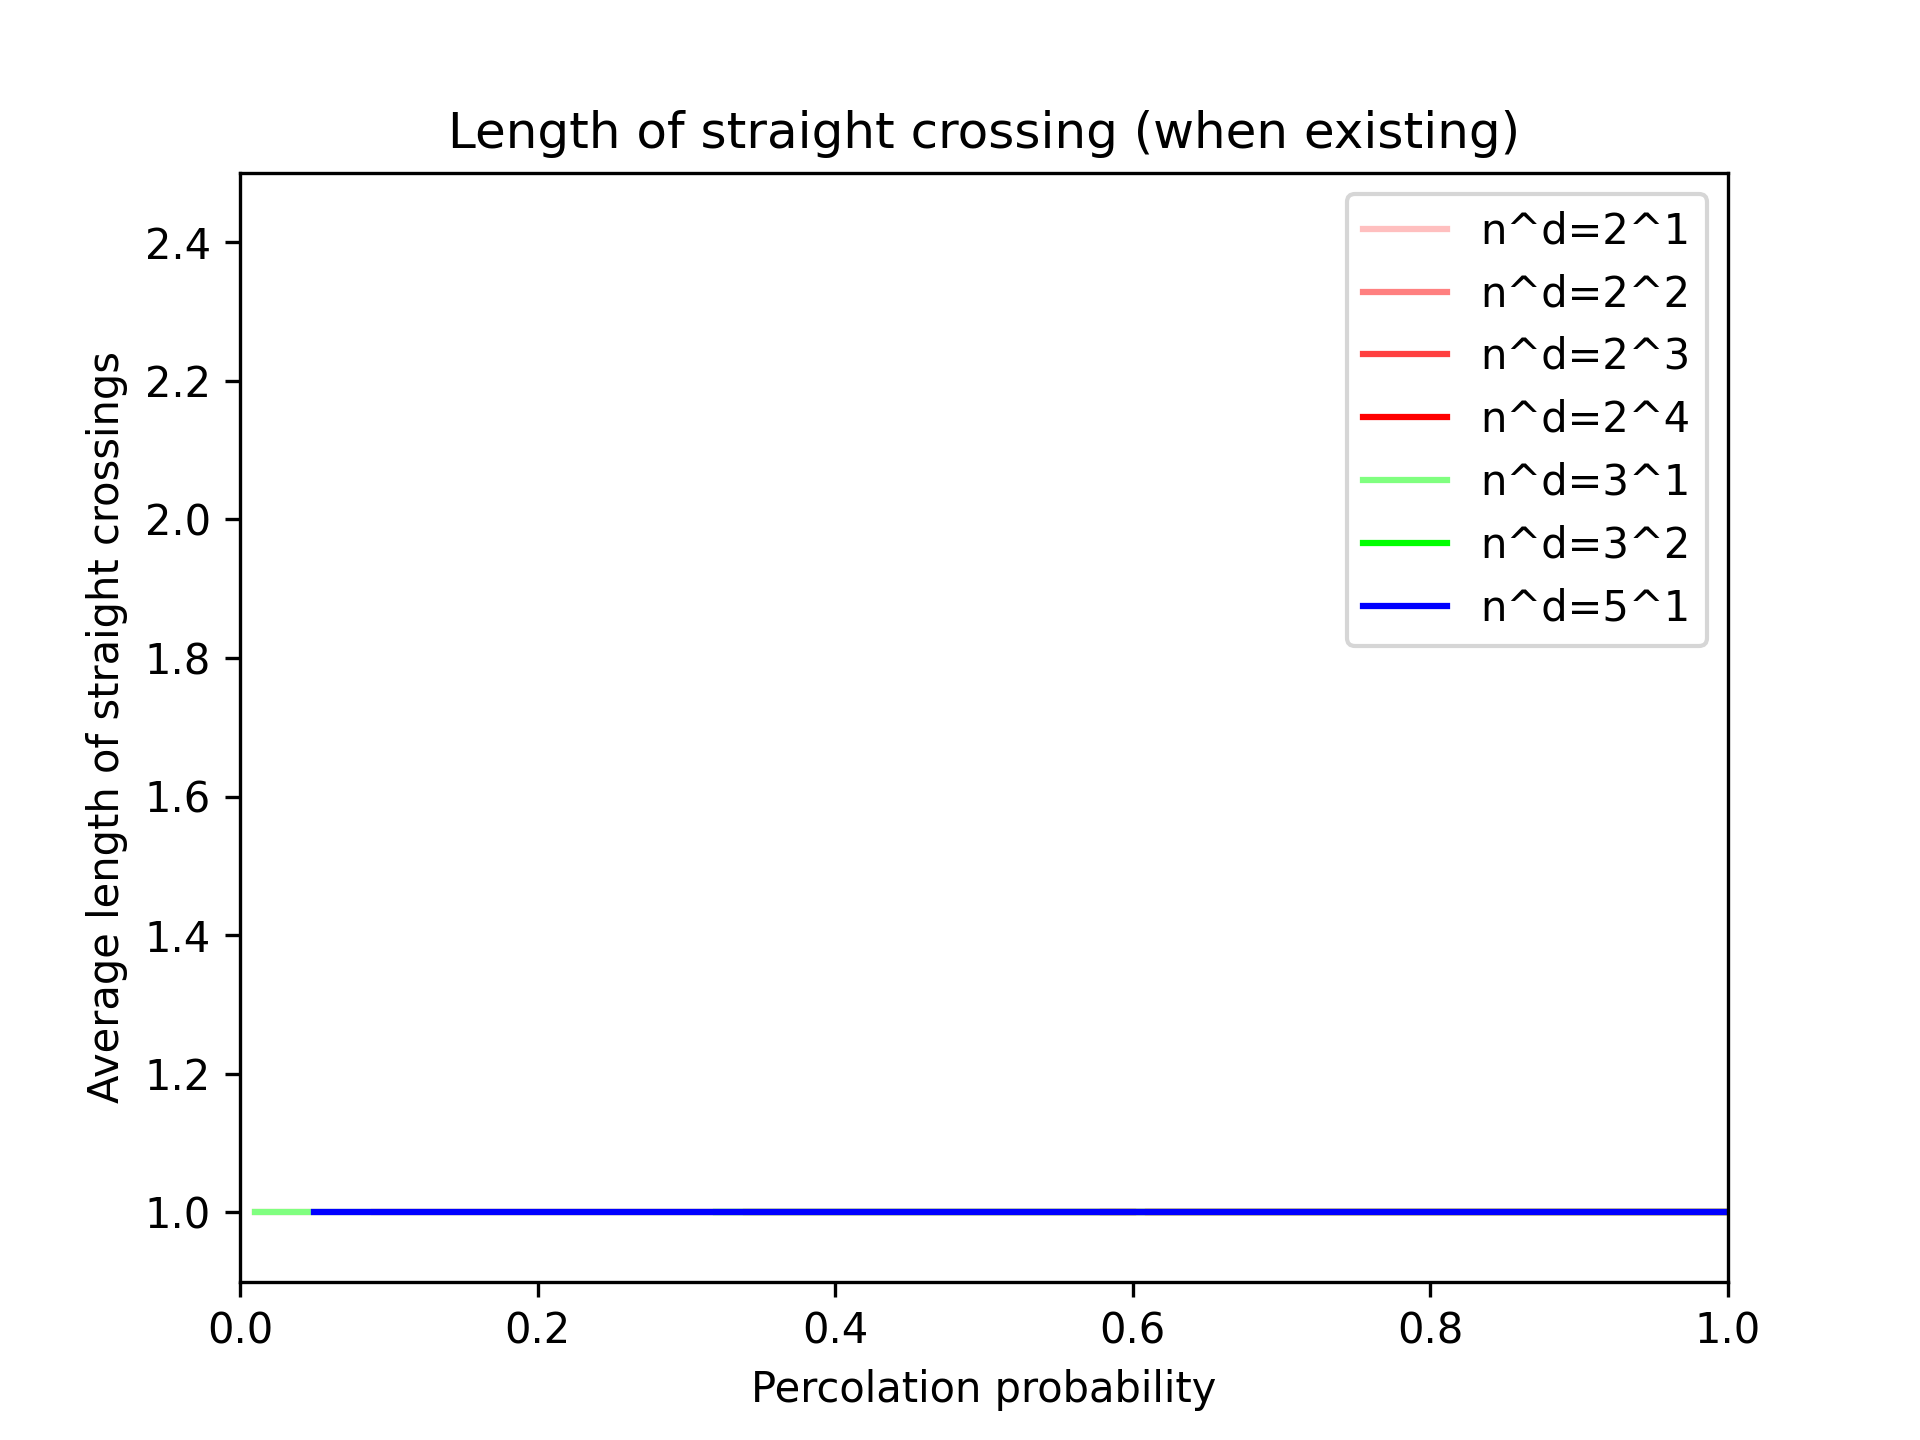 Length of straight crossing (when existing)
Average length of straight crossings
2.4
2.2
2.0
1.8
1.6
1.4
1.2
1.0
n^d=2^1
n^d=2^2
n^d=2^3
n^d=2^4
n^d=3^1
n^d=3^2
n^d=5^1
0.0 0.2 0.4 0.6 0.8 1.0
Percolation probability